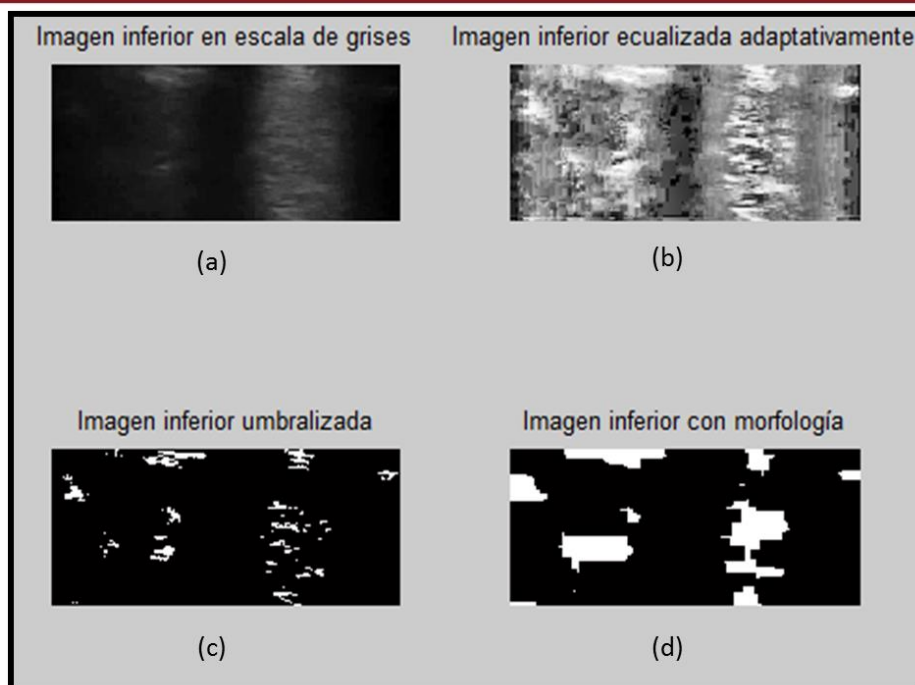 Imagen inferior en escala de grises
Imagen inferior ecualizada adaptativamente
(a)
(b)
Imagen inferior umbralizada
Imagen inferior con morfología
(c)
(d)